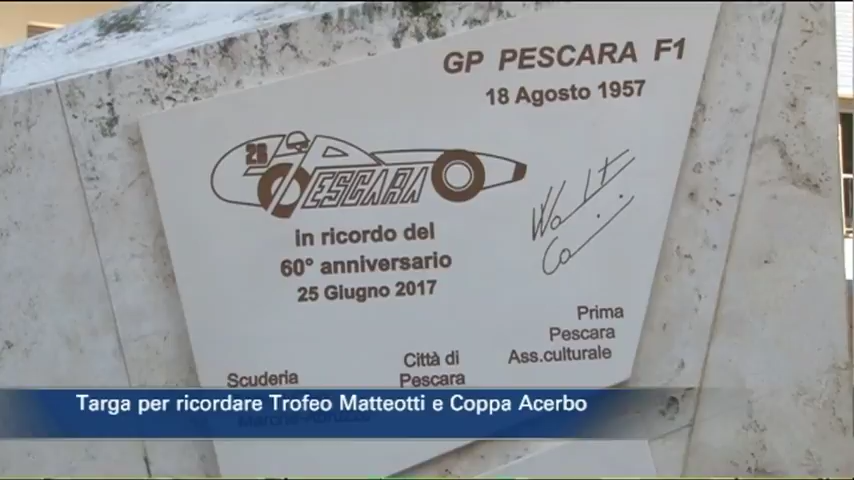 GP PESCARA F1
18 Agosto 1957
26
PESCARA
in ricordo del
60° anniversario
25 Giugno 2017
Prima
Pescara
Ass.culturale
Città di
Pescara
Scuderia
Targa per ricordare Trofeo Matteotti e Coppa Acerbo